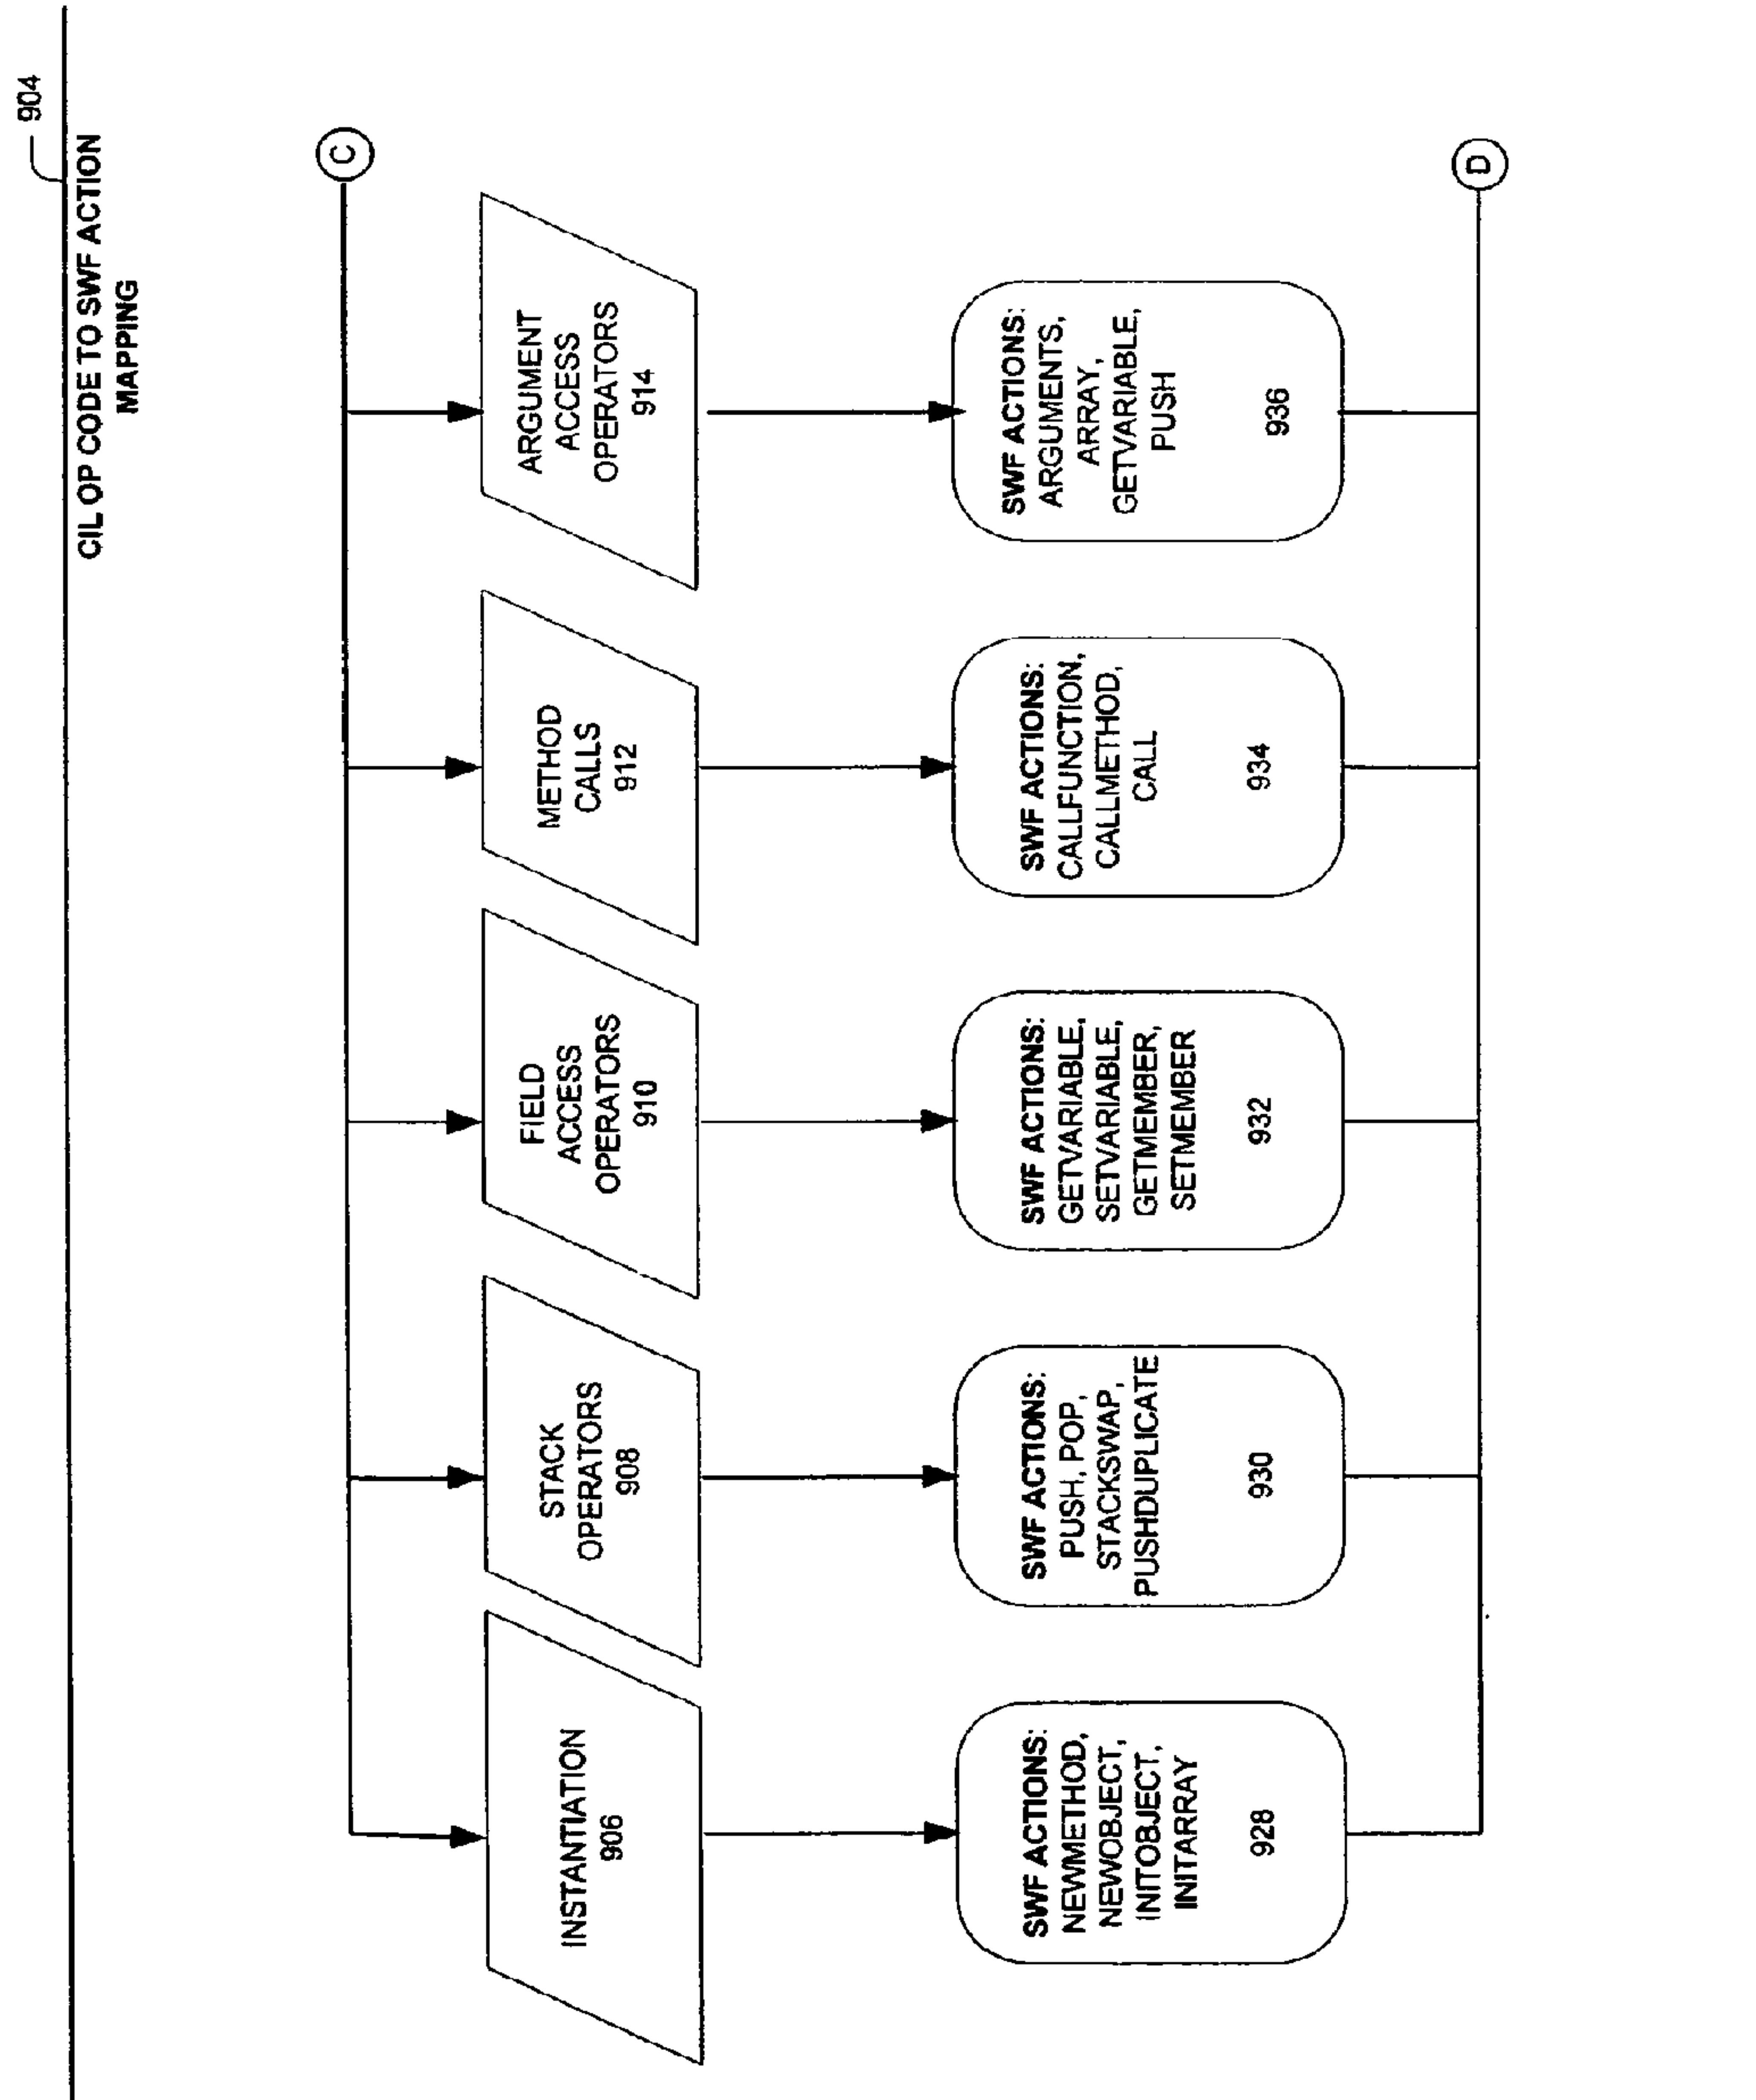 904
CIL OP CODE TO SWF ACTION
MAPPING
C
INSTANTIATION
906
STACK
OPERATORS
908
FIELD
ACCESS
OPERATORS
910
METHOD
CALLS
912
ARGUMENT
ACCESS
OPERATORS
914
SWF ACTIONS:
NEWMETHOD,
NEWOBJECT,
INITOBJECT,
INITARRAY
928
SWF ACTIONS:
PUSH, POP,
STACKSWAP,
PUSHDUPLICATE
930
SWF ACTIONS:
GETVARIABLE,
SETVARIABLE,
GETMEMBER,
SETMEMBER
932
SWF ACTIONS:
CALLFUNCTION,
CALLMETHOD,
CALL
934
SWF ACTIONS:
ARGUMENTS,
ARRAY,
GETVARIABLE,
PUSH
936
D